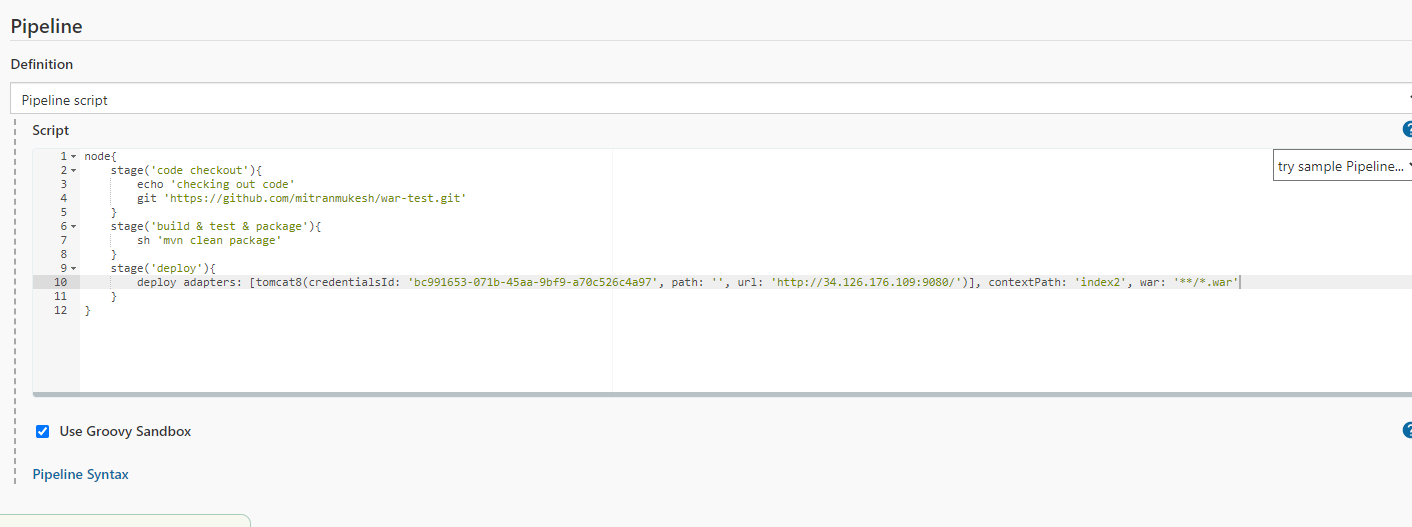 Pipeline
Definition
Pipeline script
Script
try sample Pipeline...
1 node{
2 stage('code checkout'){
3 echo 'checking out code'
4 git 'https://github.com/mitranmukesh/war-test.git'
5 }
6 stage('build & test & package'){
7 sh 'mvn clean package'
8 }
9 stage('deploy'){
10 deploy adapters: [tomcat8(credentialsId: 'bc991653-071b-45aa-9bf9-a70c526c4a97', path: '', url: 'http://34.126.176.109:9080/')], contextPath: 'index2', war: '**/*.war'
11 }
12 }
Use Groovy Sandbox
Pipeline Syntax